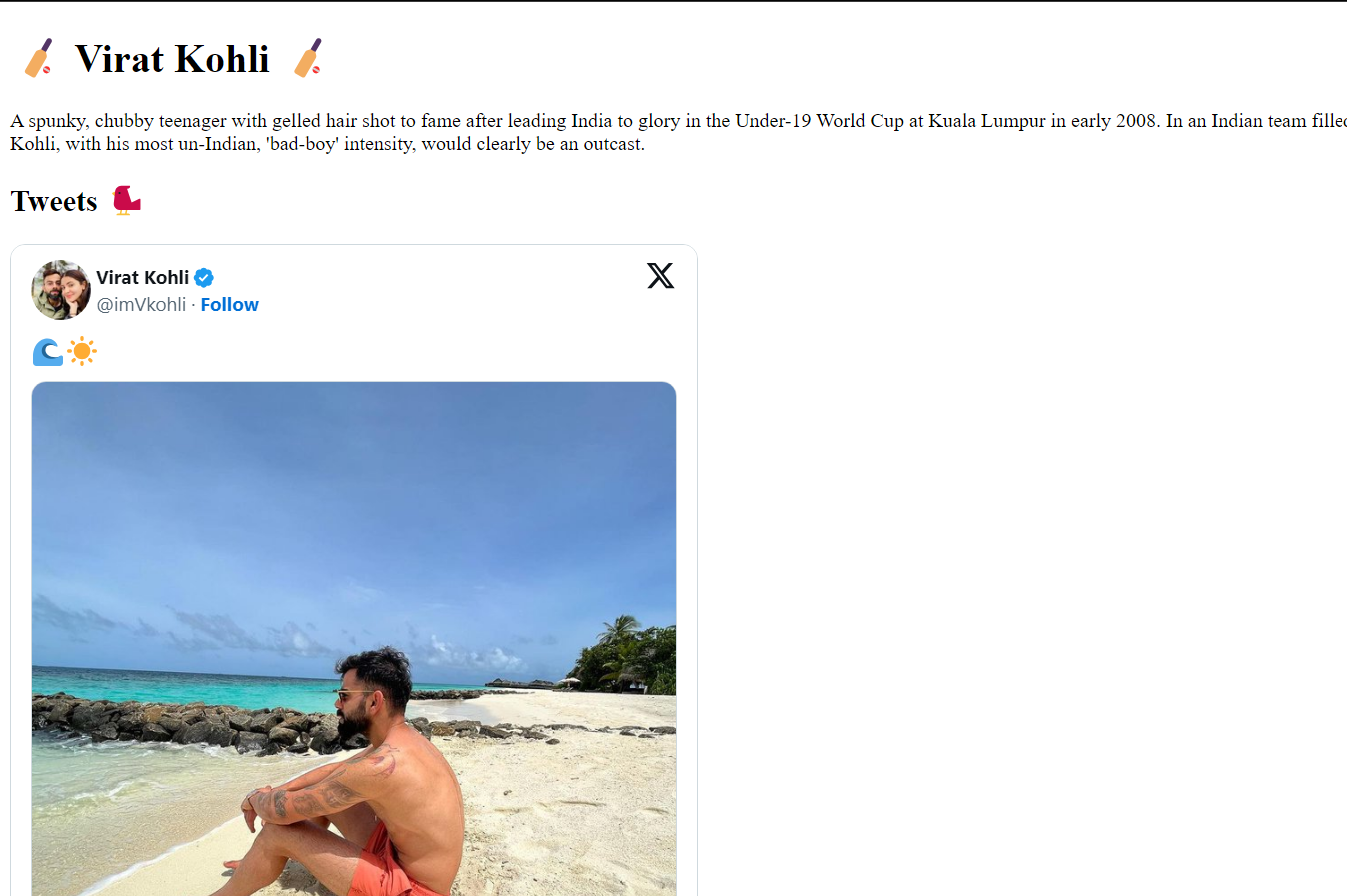 Virat Kohli
A spunky, chubby teenager with gelled hair shot to fame after leading India to glory in the Under-19 World Cup at Kuala Lumpur in early 2008. In an Indian team filled
Kohli, with his most un-Indian, 'bad-boy' intensity, would clearly be an outcast.
Tweets
Virat Kohli
X
@imVkohli · Follow